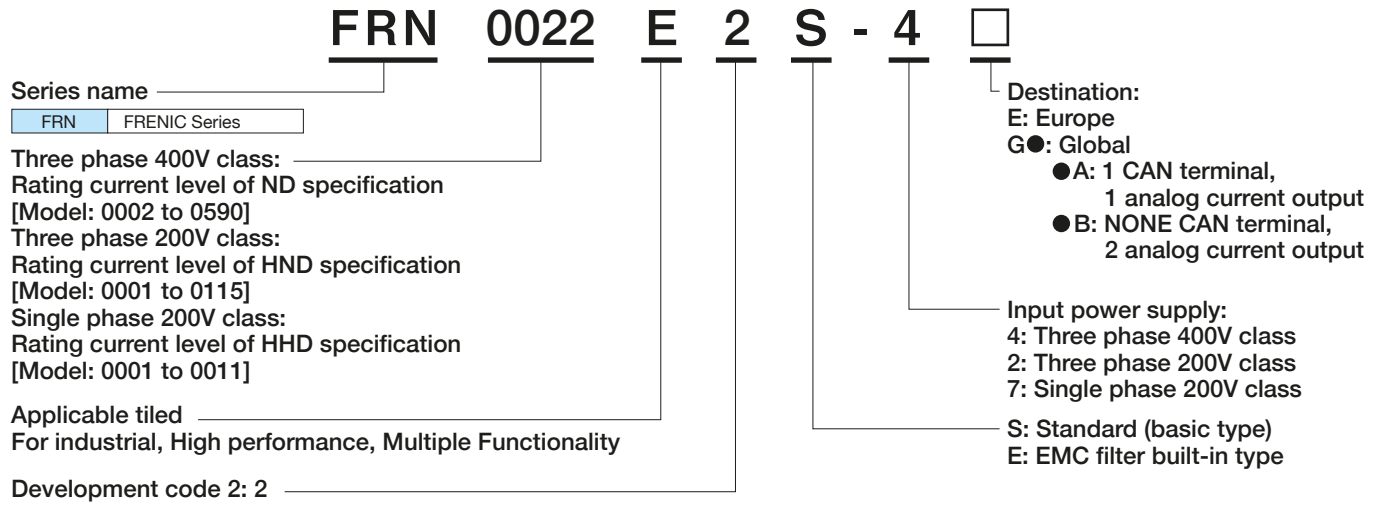 FRN 0022 E 2 S - 4 □
Series name
FRN FRENIC Series
Three phase 400V class:
Rating current level of ND specification
[Model: 0002 to 0590]
Three phase 200V class:
Rating current level of HND specification
[Model: 0001 to 0115]
Single phase 200V class:
Rating current level of HHD specification
[Model: 0001 to 0011]
Applicable tiled
For industrial, High performance, Multiple Functionality
Development code 2: 2
Destination:
E: Europe
G●: Global
●A: 1 CAN terminal,
1 analog current output
●B: NONE CAN terminal,
2 analog current output
Input power supply:
4: Three phase 400V class
2: Three phase 200V class
7: Single phase 200V class
S: Standard (basic type)
E: EMC filter built-in type